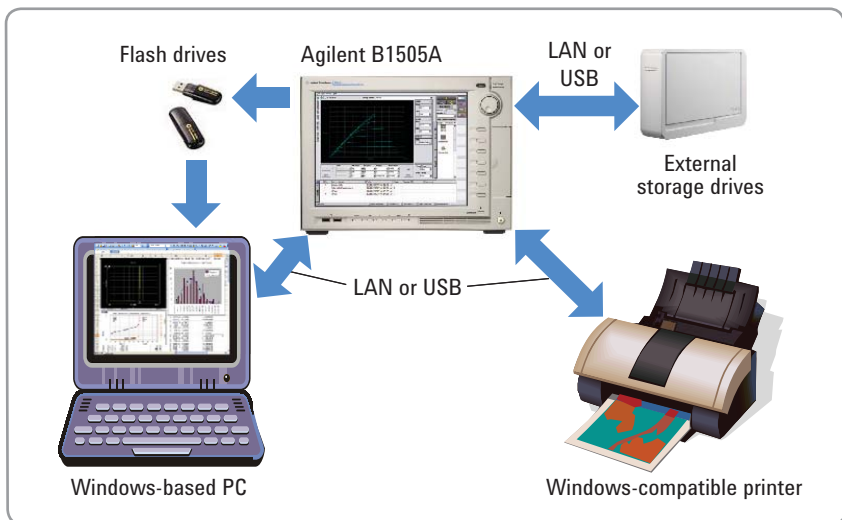 Flash drives
Agilent B1505A
LAN or
USB
External
storage drives
LAN or USB
Windows-based PC
Windows-compatible printer